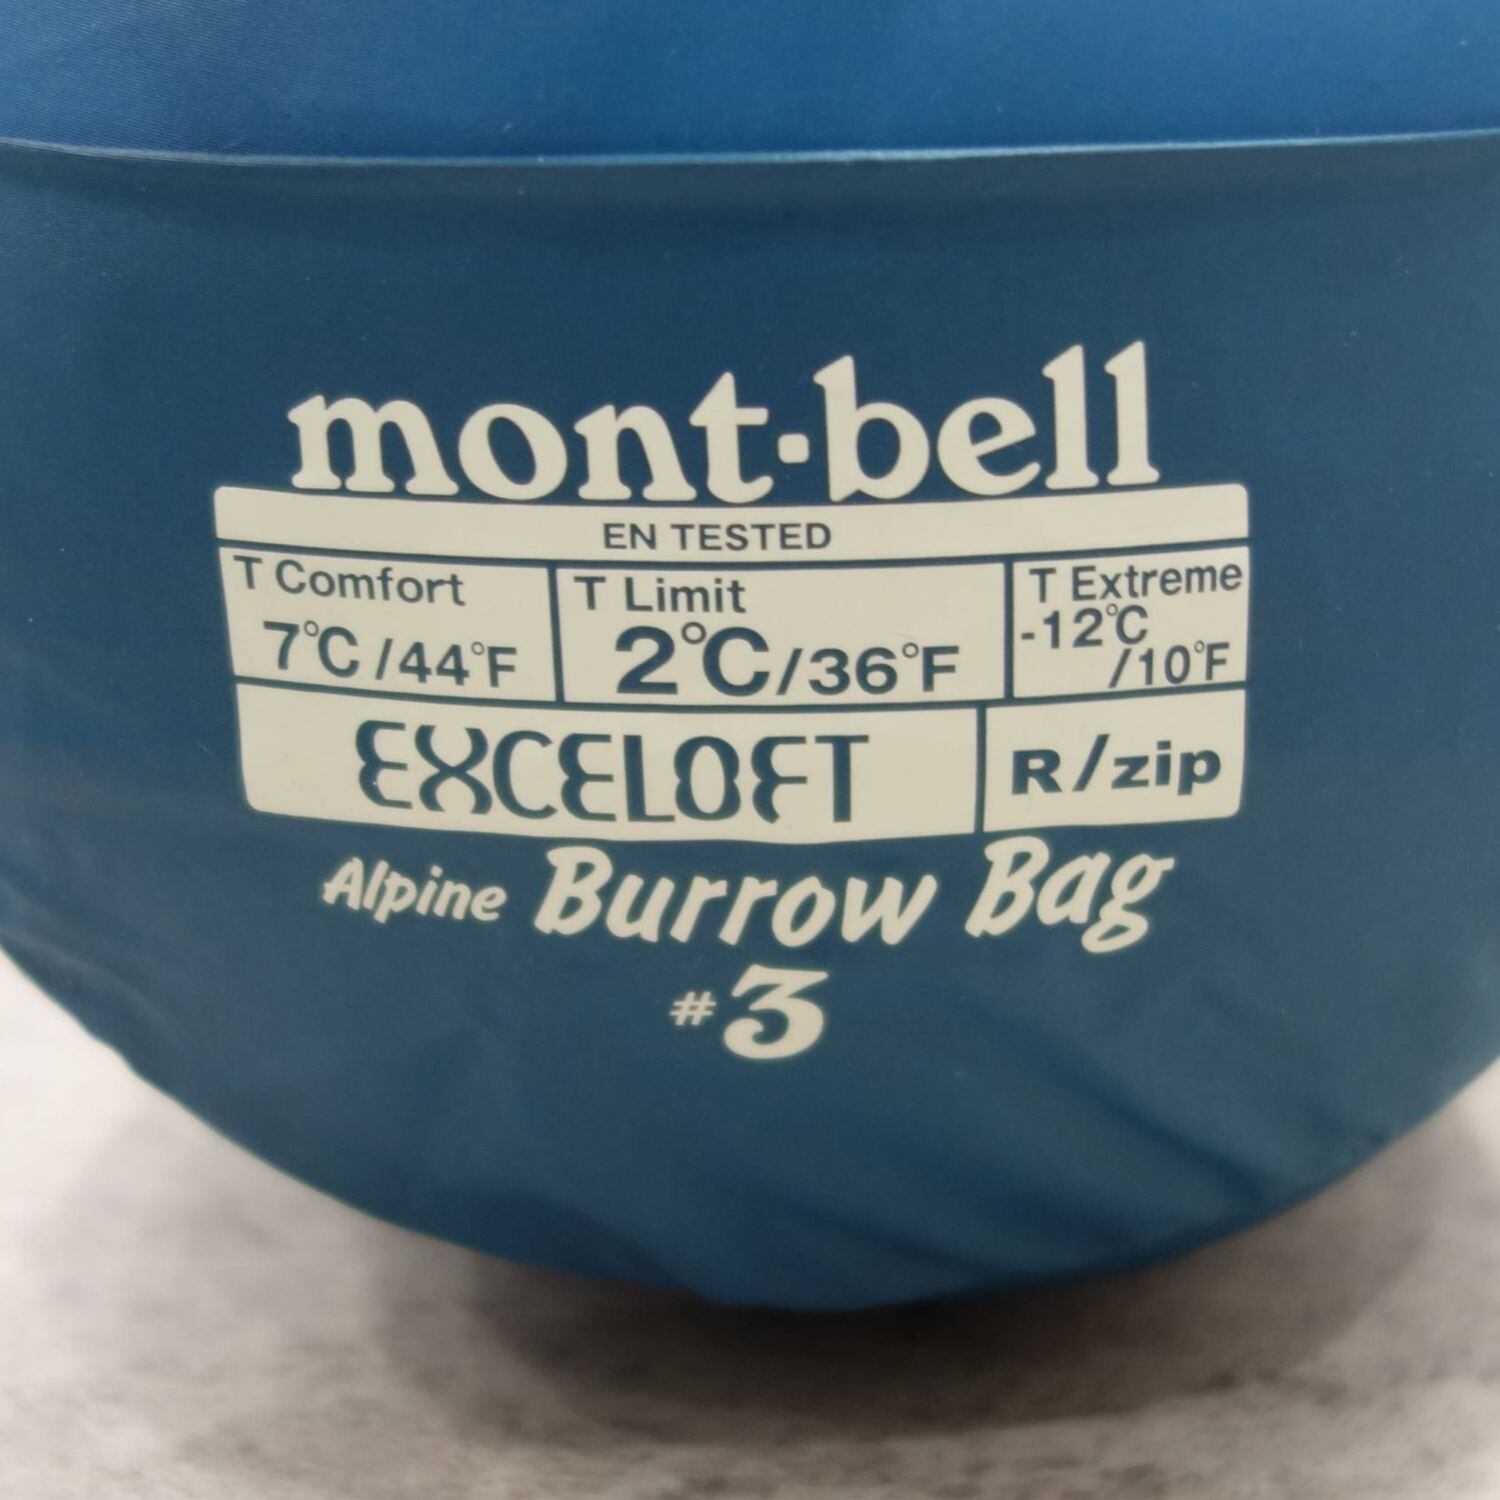 mont-bell
EN TESTED
T Comfort
7°C/44°F
T Limit
2°C/36°F
T Extreme
-12°C
/10°F
EXCELOFT
R/zip
Alpine Burrow Bag
#3